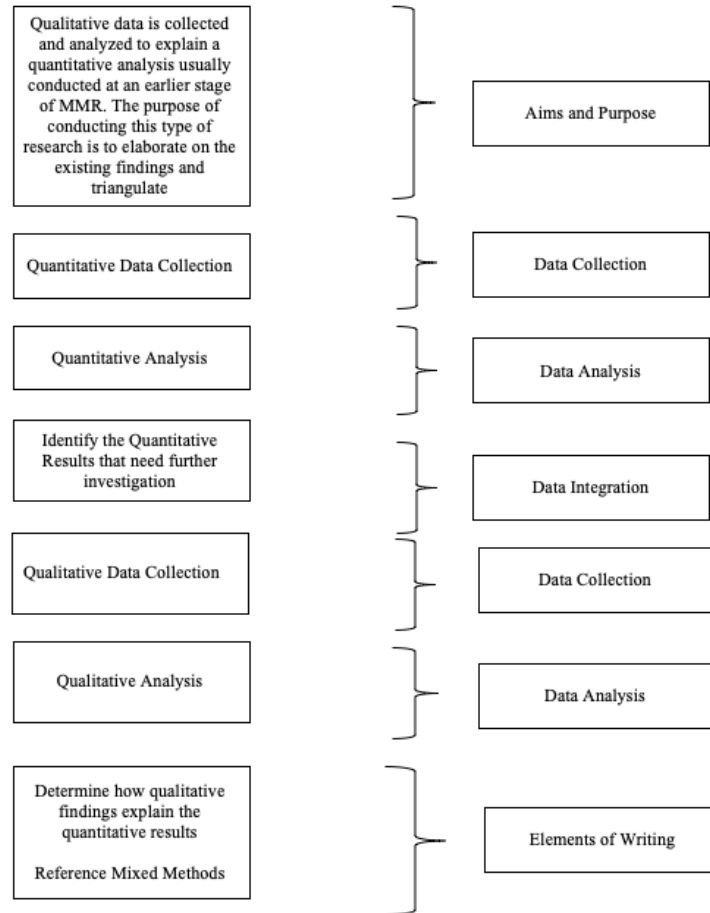 Qualitative data is collected
and analyzed to explain a
quantitative analysis usually
conducted at an earlier stage
of MMR. The purpose of
conducting this type of
research is to elaborate on the
existing findings and
triangulate
Aims and Purpose
Quantitative Data Collection
Data Collection
Quantitative Analysis
Data Analysis
Identify the Quantitative
Results that need further
investigation
Data Integration
Qualitative Data Collection
Data Collection
Qualitative Analysis
Data Analysis
Determine how qualitative
findings explain the
quantitative results
Reference Mixed Methods
Elements of Writing